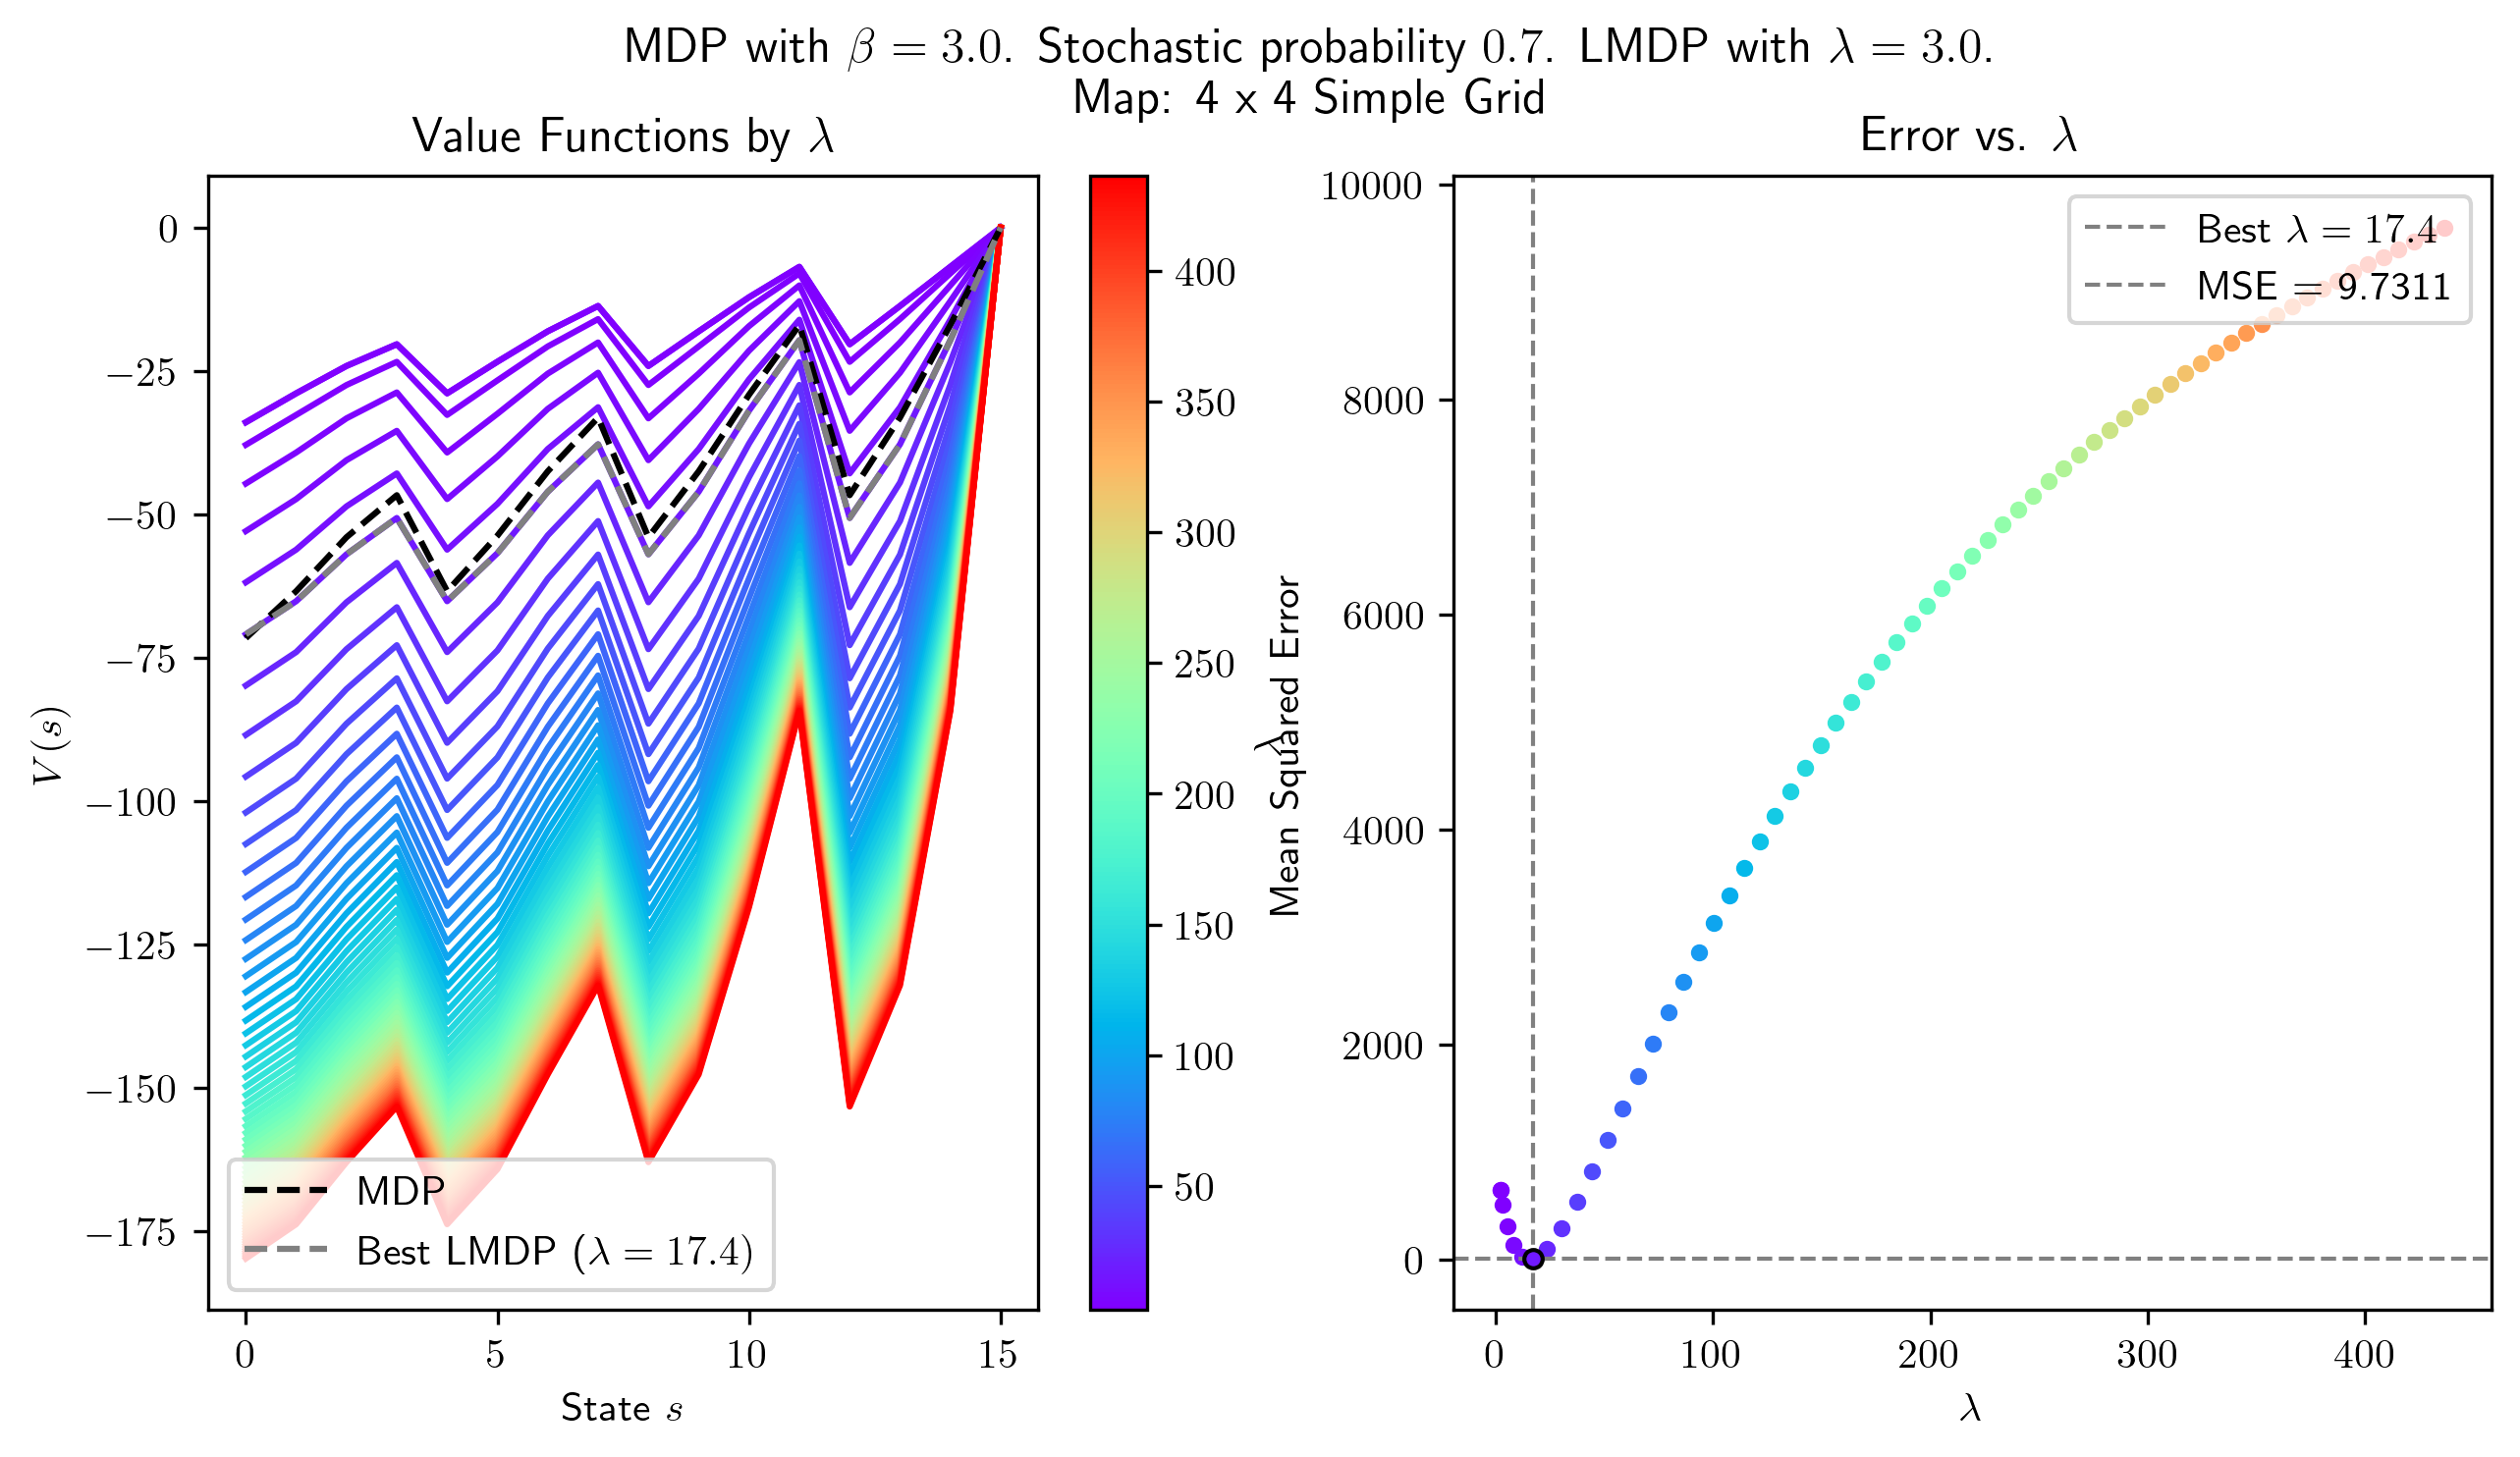 MDP with β = 3.0. Stochastic probability 0.7. LMDP with λ = 3.0.
Map: 4 x 4 Simple Grid
Value Functions by λ
0
−25
−50
−75
−100
−125
−150
−175
V(s)
MDP
Best LMDP (λ = 17.4)
0
5
10
15
State s
400
350
300
250
200
150
100
50
λ
Error vs. λ
10000
8000
6000
4000
2000
0
Mean Squared Error
Best λ = 17.4
MSE = 9.7311
0
100
200
300
400
λ